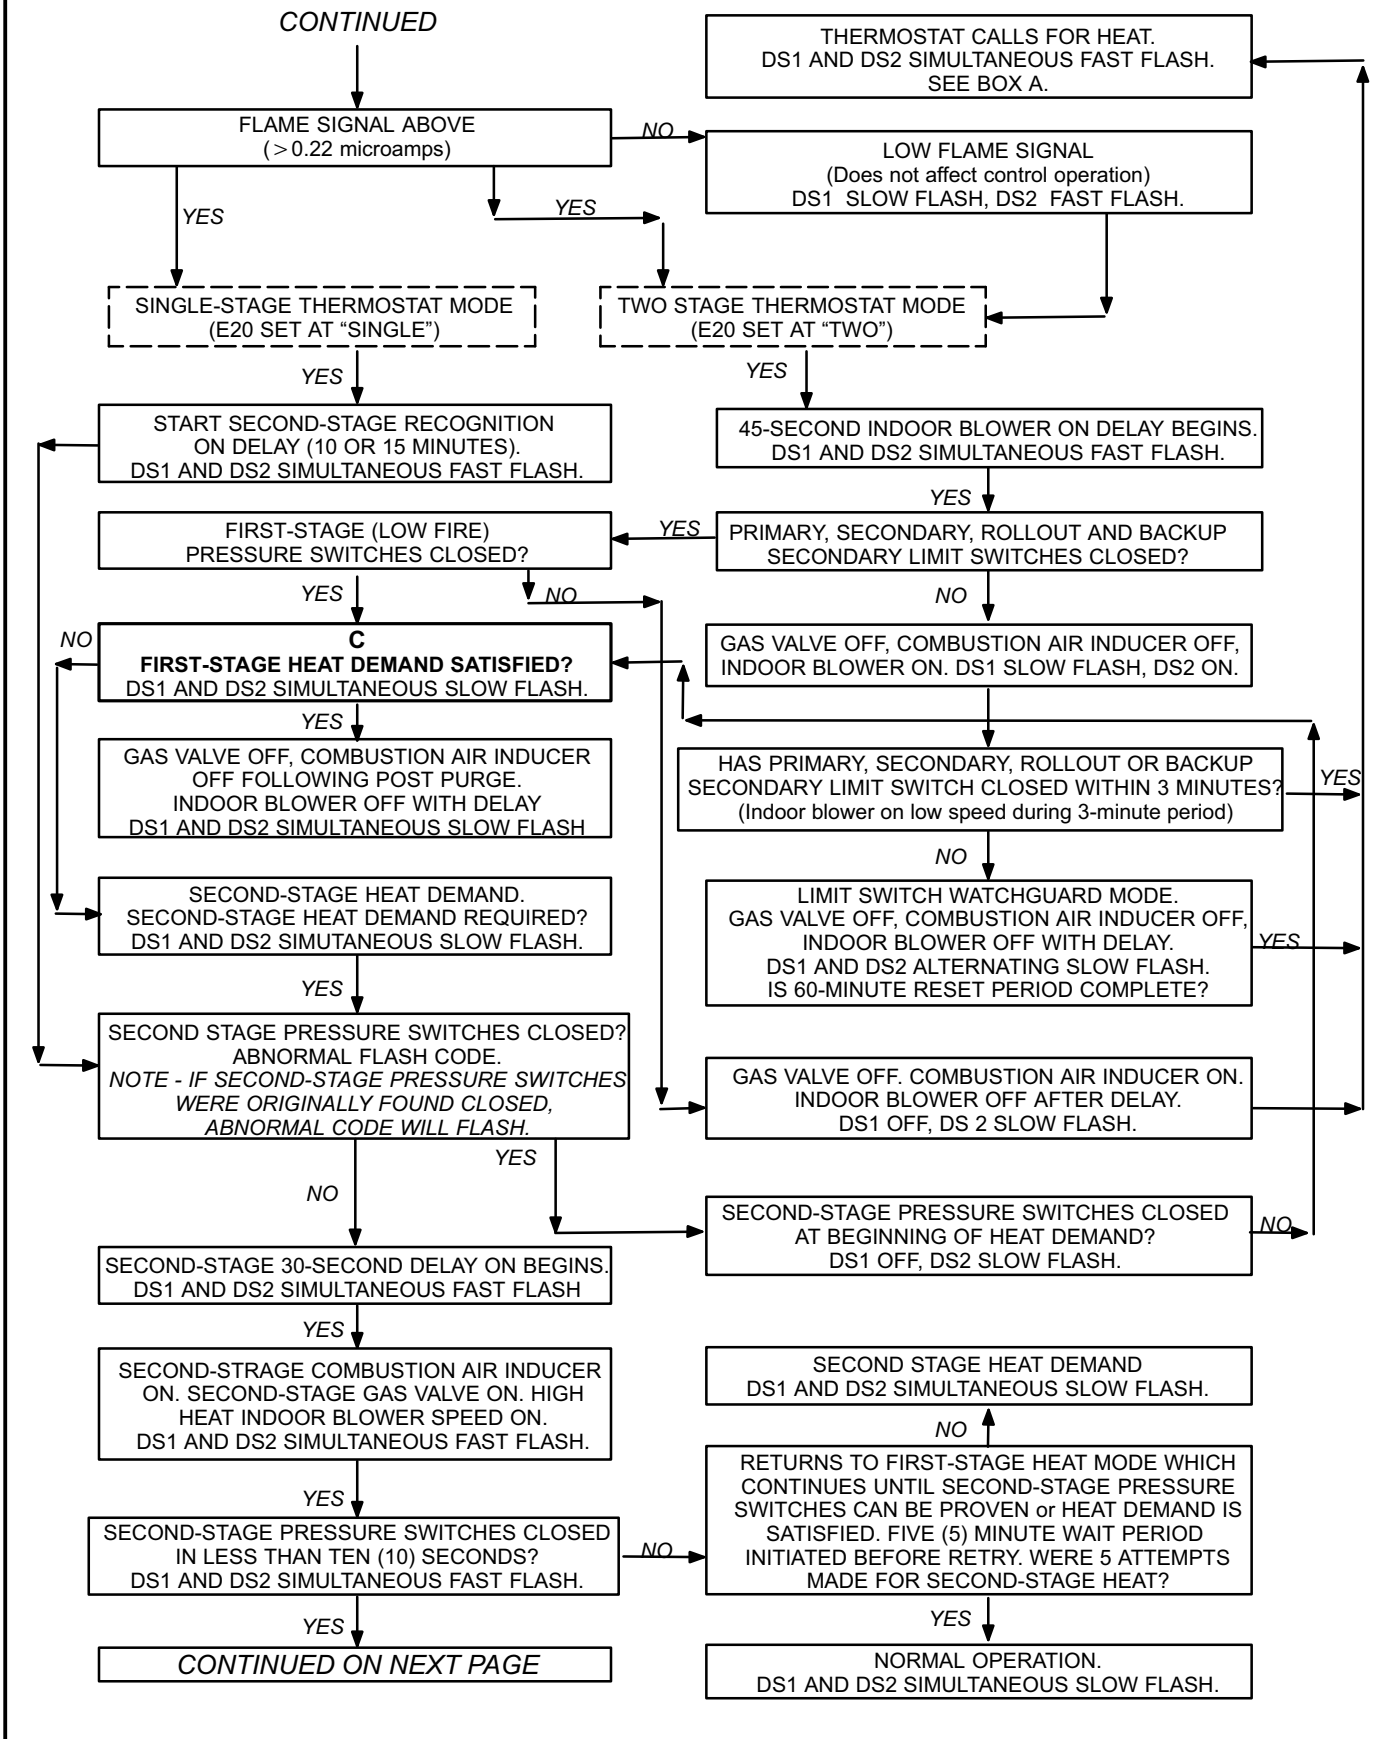 CONTINUED
THERMOSTAT CALLS FOR HEAT.
DS1 AND DS2 SIMULTANEOUS FAST FLASH.
SEE BOX A.
FLAME SIGNAL ABOVE
(>0.22 microamps)
NO
LOW FLAME SIGNAL
(Does not affect control operation)
DS1  SLOW FLASH, DS2  FAST FLASH.
YES
YES
SINGLE-STAGE THERMOSTAT MODE
(E20 SET AT “SINGLE”)
TWO STAGE THERMOSTAT MODE
(E20 SET AT “TWO”)
YES
YES
START SECOND-STAGE RECOGNITION
ON DELAY (10 OR 15 MINUTES).
DS1 AND DS2 SIMULTANEOUS FAST FLASH.
45-SECOND INDOOR BLOWER ON DELAY BEGINS.
DS1 AND DS2 SIMULTANEOUS FAST FLASH.
YES
FIRST-STAGE (LOW FIRE)
PRESSURE SWITCHES CLOSED?
YES
PRIMARY, SECONDARY, ROLLOUT AND BACKUP
SECONDARY LIMIT SWITCHES CLOSED?
YES
NO
NO
NO
C
FIRST-STAGE HEAT DEMAND SATISFIED?
DS1 AND DS2 SIMULTANEOUS SLOW FLASH.
GAS VALVE OFF, COMBUSTION AIR INDUCER OFF,
INDOOR BLOWER ON. DS1 SLOW FLASH, DS2 ON.
YES
GAS VALVE OFF, COMBUSTION AIR INDUCER
OFF FOLLOWING POST PURGE.
INDOOR BLOWER OFF WITH DELAY
DS1 AND DS2 SIMULTANEOUS SLOW FLASH
HAS PRIMARY, SECONDARY, ROLLOUT OR BACKUP
SECONDARY LIMIT SWITCH CLOSED WITHIN 3 MINUTES?
(Indoor blower on low speed during 3-minute period)
YES
NO
SECOND-STAGE HEAT DEMAND.
SECOND-STAGE HEAT DEMAND REQUIRED?
DS1 AND DS2 SIMUTANEOUS SLOW FLASH.
LIMIT SWITCH WATCHGUARD MODE.
GAS VALVE OFF, COMBUSTION AIR INDUCER OFF,
INDOOR BLOWER OFF WITH DELAY.
DS1 AND DS2 ALTERNATING SLOW FLASH.
IS 60-MINUTE RESET PERIOD COMPLETE?
YES
YES
SECOND STAGE PRESSURE SWITCHES CLOSED?
ABNORMAL FLASH CODE.
NOTE - IF SECOND-STAGE PRESSURE SWITCHES
WERE ORIGINALLY FOUND CLOSED,
ABNORMAL CODE WILL FLASH.
GAS VALVE OFF. COMBUSTION AIR INDUCER ON.
INDOOR BLOWER OFF AFTER DELAY.
DS1 OFF, DS 2 SLOW FLASH.
YES
NO
SECOND-STAGE PRESSURE SWITCHES CLOSED
AT BEGINNING OF HEAT DEMAND?
DS1 OFF, DS2 SLOW FLASH.
NO
SECOND-STAGE 30-SECOND DELAY ON BEGINS.
DS1 AND DS2 SIMULTANEOUS FAST FLASH
YES
SECOND-STRAGE COMBUSTION AIR INDUCER
ON. SECOND-STAGE GAS VALVE ON. HIGH
HEAT INDOOR BLOWER SPEED ON.
DS1 AND DS2 SIMULTANEOUS FAST FLASH.
SECOND STAGE HEAT DEMAND
DS1 AND DS2 SIMULTANEOUS SLOW FLASH.
NO
YES
RETURNS TO FIRST-STAGE HEAT MODE WHICH
CONTINUES UNTIL SECOND-STAGE PRESSURE
SWITCHES CAN BE PROVEN or HEAT DEMAND IS
SATISFIED. FIVE (5) MINUTE WAIT PERIOD
INITIATED BEFORE RETRY. WERE 5 ATTEMPTS
MADE FOR SECOND-STAGE HEAT?
SECOND-STAGE PRESSURE SWITCHES CLOSED
IN LESS THAN TEN (10) SECONDS?
DS1 AND DS2 SIMULTANEOUS FAST FLASH.
NO
YES
YES
CONTINUED ON NEXT PAGE
NORMAL OPERATION.
DS1 AND DS2 SIMULTANEOUS SLOW FLASH.